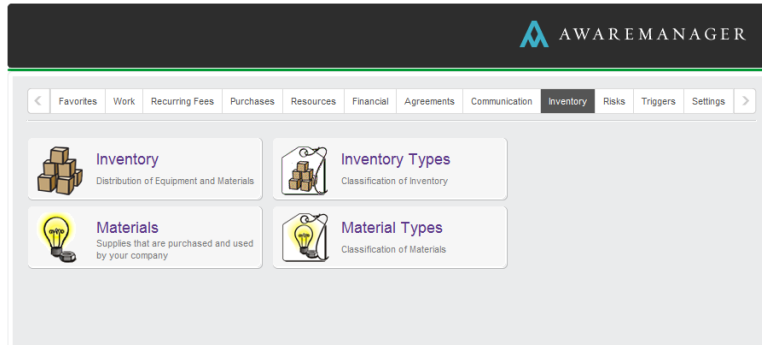 AWAREMANAGER
Favorites Work Recurring Fees Purchases Resources Financial Agreements Communication Inventory Risks Triggers Settings
Inventory
Distribution of Equipment and Materials
Inventory Types
Classification of Inventory
Materials
Supplies that are purchased and used
by your company
Material Types
Classification of Materials